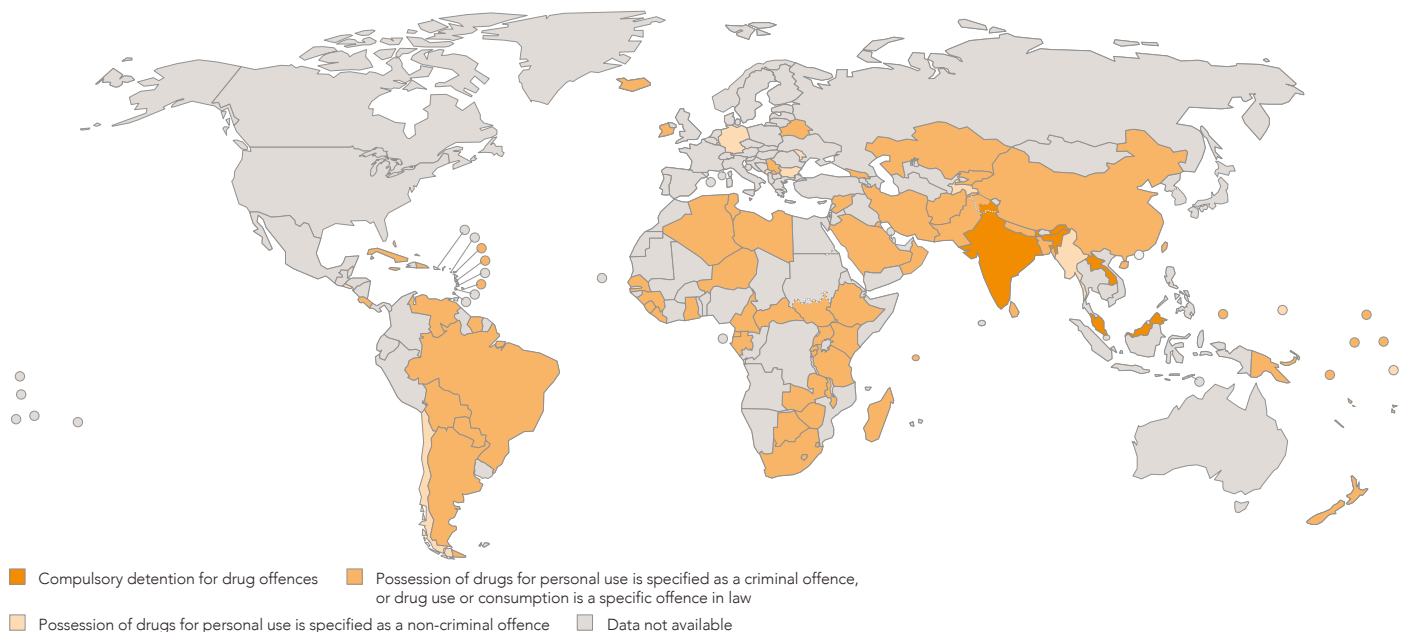 Compulsory detention for drug offences
Possession of drugs for personal use is specified as a criminal offence,
or drug use or consumption is a specific offence in law
Possession of drugs for personal use is specified as a non-criminal offence
Data not available